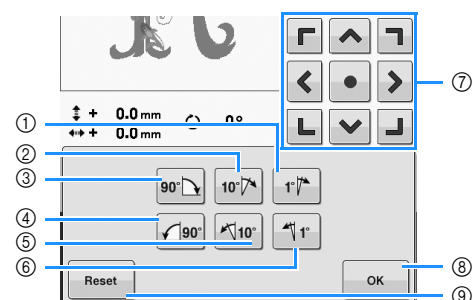 + 0.0 mm 0°
+ 0.0 mm
⑦
①
②
③ 90° 10° 1°
④ 90° 10° 1°
⑤
⑥
Reset OK ⑧
⑨